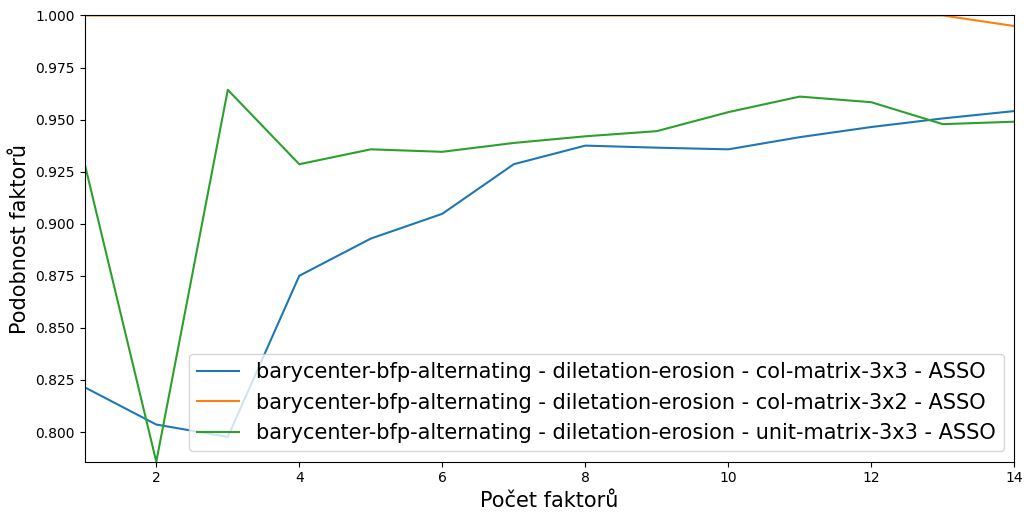 1.000
0.975
0.950
0.925
0.900
0.875
0.850
0.825
0.800
Podobnost faktorů
barycenter-bfp-alternating - diletation-erosion - col-matrix-3x3 - ASSO
barycenter-bfp-alternating - diletation-erosion - col-matrix-3x2 - ASSO
barycenter-bfp-alternating - diletation-erosion - unit-matrix-3x3 - ASSO
2 4 6 8 10 12 14
Počet faktorů